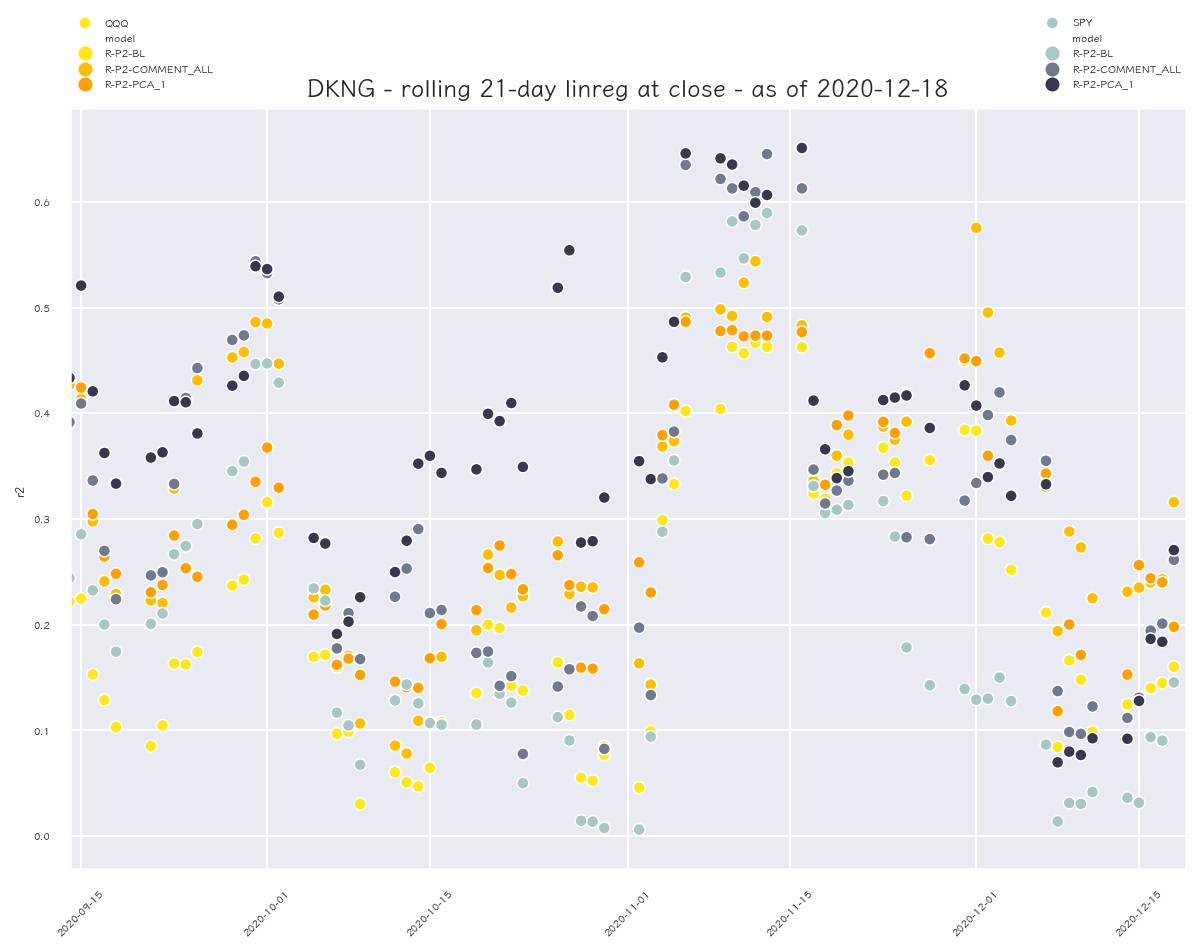 QQQ
model
R-P2-BL
R-P2-COMMENT_ALL
R-P2-PCA_1
SPY
model
R-P2-BL
R-P2-COMMENT_ALL
R-P2-PCA_1
DKNG - rolling 21-day linreg at close - as of 2020-12-18
r2
0.6
0.5
0.4
0.3
0.2
0.1
0.0
2020-09-15
2020-10-01
2020-10-15
2020-11-01
2020-11-15
2020-12-01
2020-12-15